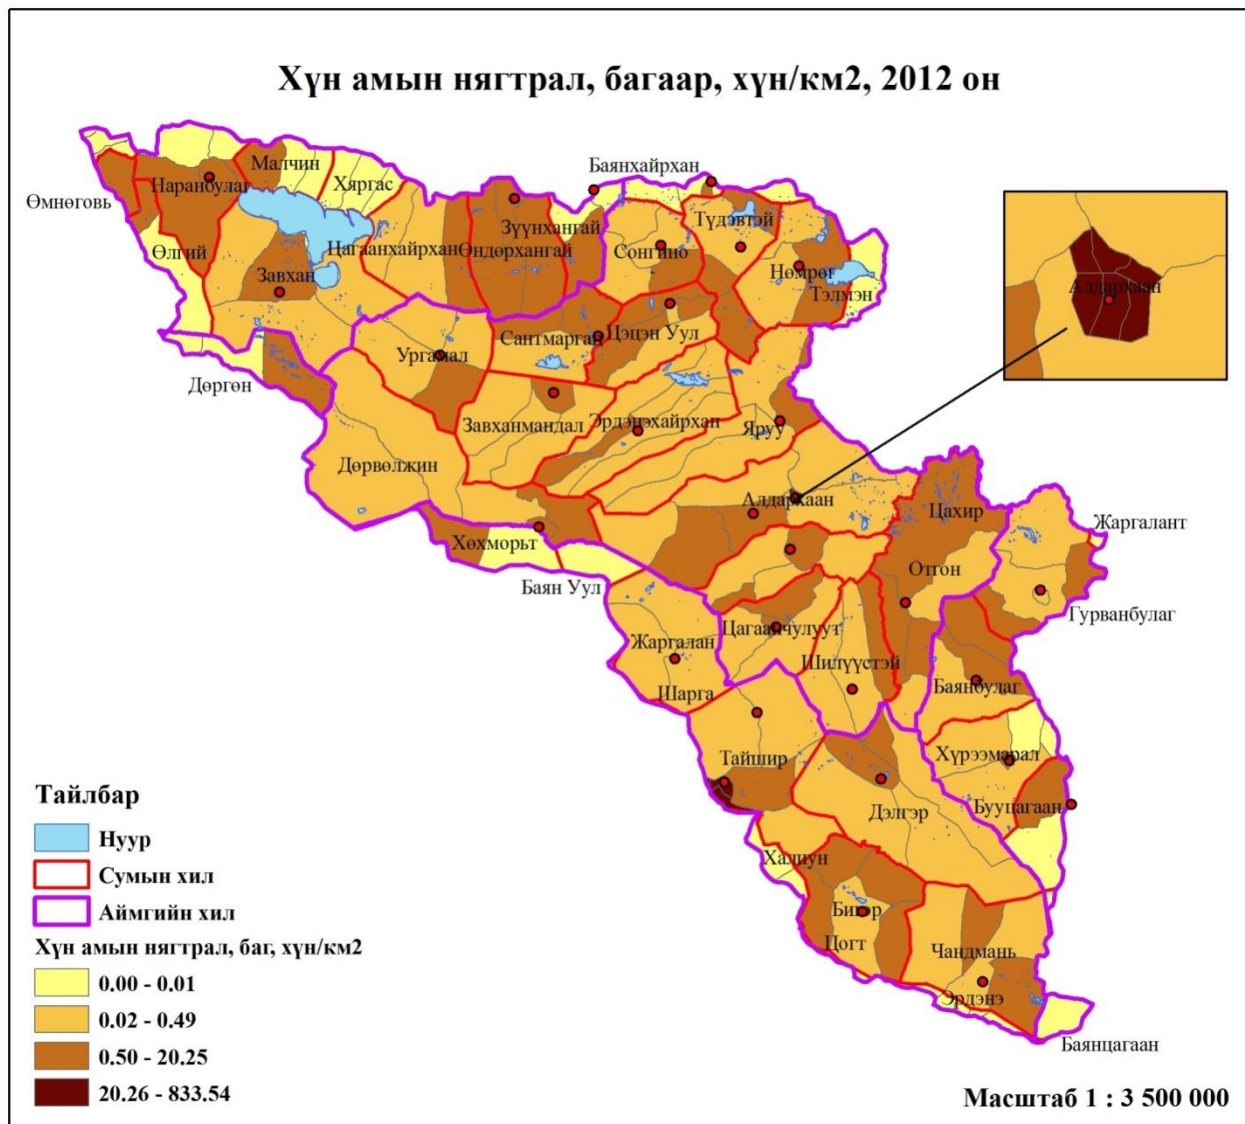 Хүн амын нягтрал, багаар, хүн/км2, 2012 он
Баянхайрхан
Малчин
Хяргас
Наранбулаг
Өмнөговь
Зүүнхангай
Түдэвтэй
Өлгий
Цагаанхайрхан
Өндөрхангай
Сонгино
Завхан
Нөмрөг
Тэлмэн
Алдархаан
Ургамал
Сантмаргац
Цэцэн Уул
Дөргөн
Завханмандал
Эрдэнэхайрхан
Яруу
Дөрвөлжин
Алдархаан
Цахир
Жаргалант
Хөхморьт
Отгон
Баян Уул
Гурванбулаг
Жаргалан
Цагаанчулуут
Шилүүстэй
Баянбулаг
Шарга
Тайшир
Хүрээмарал
Дэлгэр
Бууцагаан
Халиун
Бигэр
Цогт
Чандмань
Эрдэнэ
Баянцагаан
Тайлбар
Нуур
Сумын хил
Аймгийн хил
Хүн амын нягтрал, баг, хүн/км2
0.00 - 0.01
0.02 - 0.49
0.50 - 20.25
20.26 - 833.54
Масштаб 1 : 3 500 000